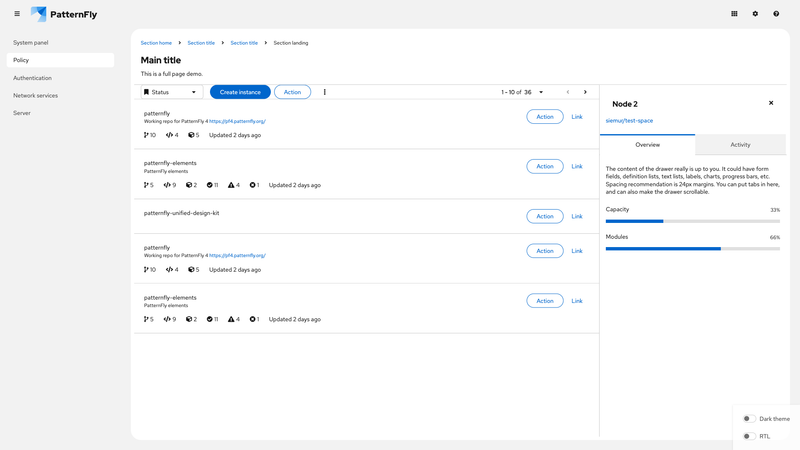 PatternFly
System panel
Policy
Authentication
Network services
Server
Section home
Section title
Section title
Section landing
Main title
This is a full page demo.
Status
Create instance
Action
1 - 10 of 36
patternfly
Working repo for PatternFly 4 https://pf4.patternfly.org/
10 4 5 Updated 2 days ago
Action
Link
patternfly-elements
PatternFly elements
5 9 2 11 4 1 Updated 2 days ago
Action
Link
patternfly-unified-design-kit
Action
Link
patternfly
Working repo for PatternFly 4 https://pf4.patternfly.org/
10 4 5 Updated 2 days ago
Action
Link
patternfly-elements
PatternFly elements
5 9 2 11 4 1 Updated 2 days ago
Action
Link
Node 2
siemur/test-space
Overview
Activity
The content of the drawer really is up to you. It could have form
fields, definition lists, text lists, labels, charts, progress bars, etc.
Spacing recommendation is 24px margins. You can put tabs in here,
and can also make the drawer scrollable.
Capacity
33%
Modules
66%
Dark theme
RTL